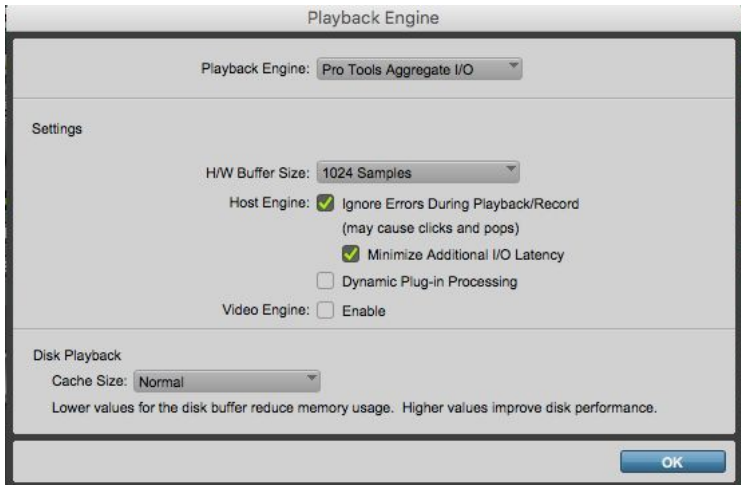 Playback Engine
Playback Engine: Pro Tools Aggregate I/O
Settings
H/W Buffer Size: 1024 Samples
Host Engine: Ignore Errors During Playback/Record
(may cause clicks and pops)
Minimize Additional I/O Latency
Dynamic Plug-in Processing
Video Engine: Enable
Disk Playback
Cache Size: Normal
Lower values for the disk buffer reduce memory usage. Higher values improve disk performance.
OK